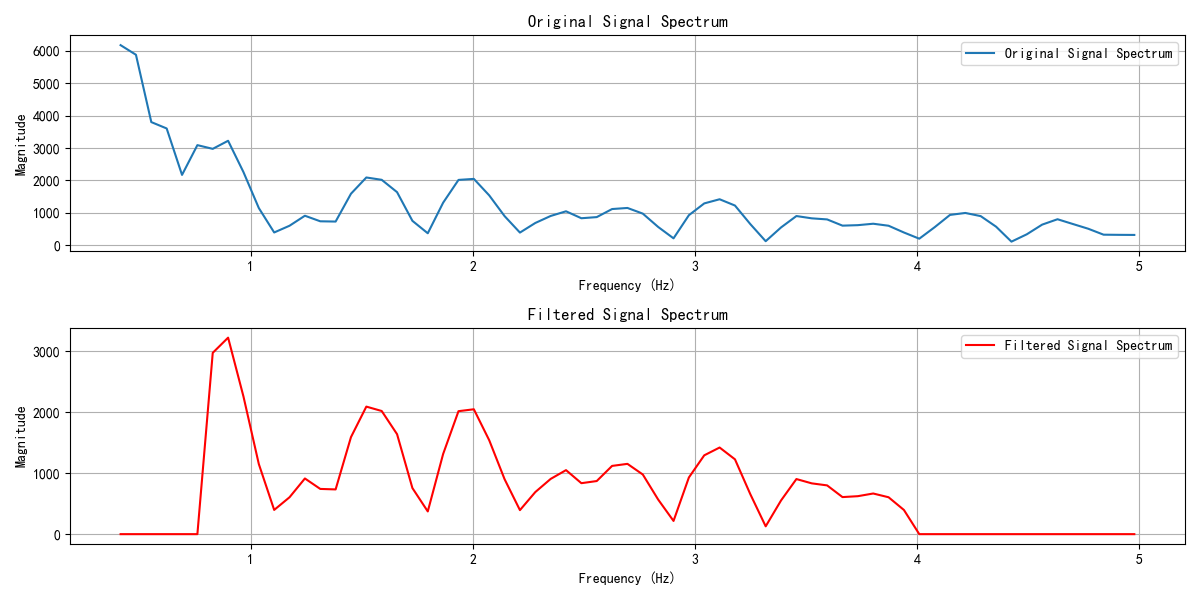 Original Signal Spectrum
Original Signal Spectrum
6000
5000
4000
3000
2000
1000
0
Magnitude
1 2 3 4 5
Frequency (Hz)
Filtered Signal Spectrum
Filtered Signal Spectrum
3000
2000
1000
0
Magnitude
1 2 3 4 5
Frequency (Hz)